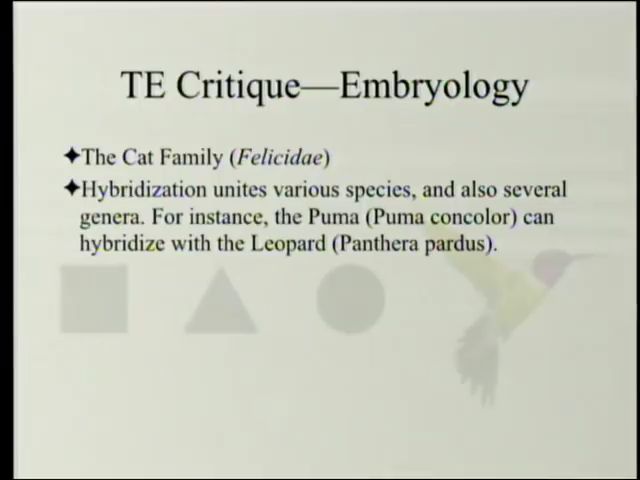 TE Critique—Embryology
✦The Cat Family (Felicidae)
✦Hybridization unites various species, and also several
genera. For instance, the Puma (Puma concolor) can
hybridize with the Leopard (Panthera pardus).